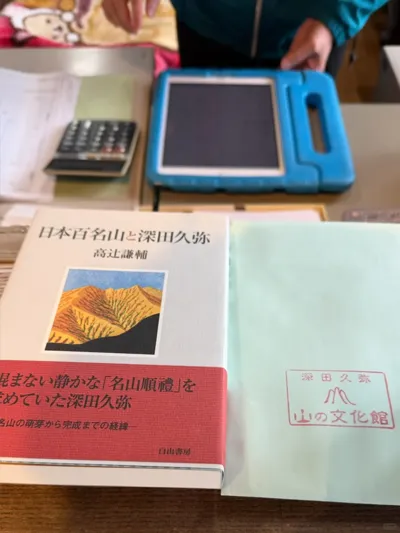 日本百名山と深田久弥
高辻謙輔
混まない静かな「名山順禮」を
めていた深田久弥
名山の萌芽から完成までの経緯―
白山書房
深田久弥
山の文化館